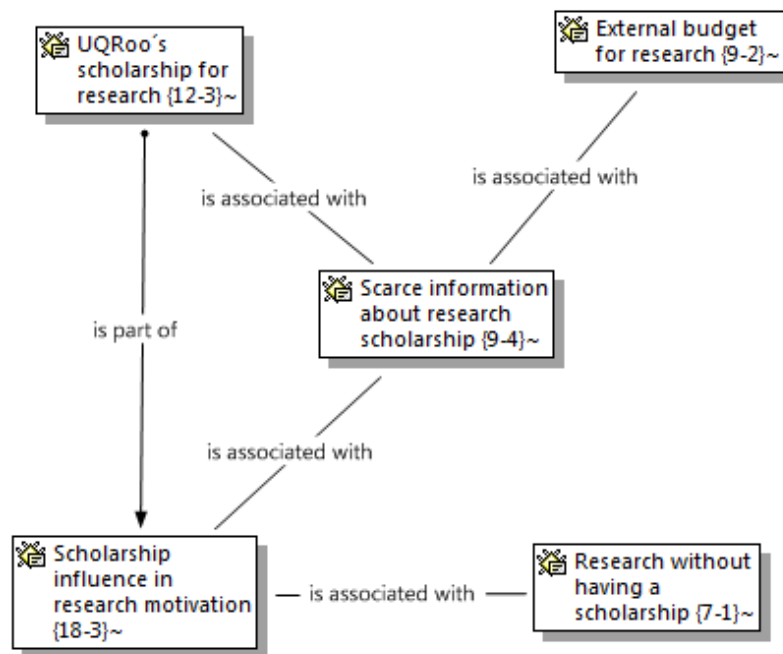 UQRoo´s
scholarship for
research {12-3}~
External budget
for research {9-2}~
is associated with
is associated with
Scarce information
about research
scholarship {9-4}~
is part of
is associated with
Scholarship
influence in
research motivation
{18-3}~
is associated with
Research without
having a
scholarship {7-1}~